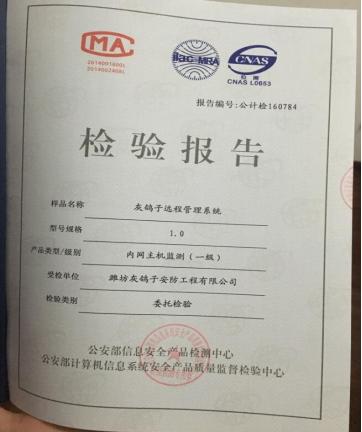 CMA
2014001600L
2014002406L
ilac-MRA
CNAS
检测
CNAS L0653
报告编号:公计检160784
检验报告
样品名称 灰鸽子远程管理系统
型号规格 1.0
产品类型/级别 内网主机监测（一级）
受检单位 潍坊灰鸽子安防工程有限公司
检验类别 委托检验
公安部信息安全产品检测中心
公安部计算机信息系统安全产品质量监督检验中心